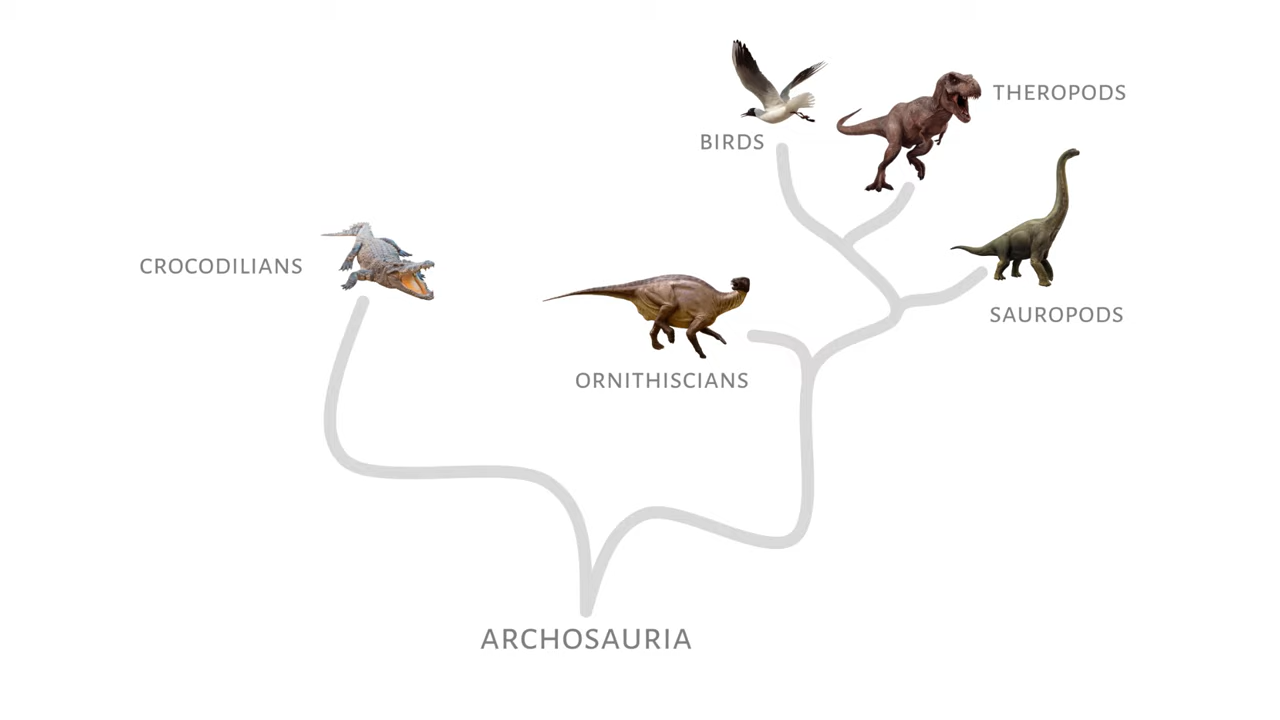 THEROPODS
BIRDS
CROCODILIANS
SAUROPODS
ORNITHISCIANS
ARCHOSAURIA